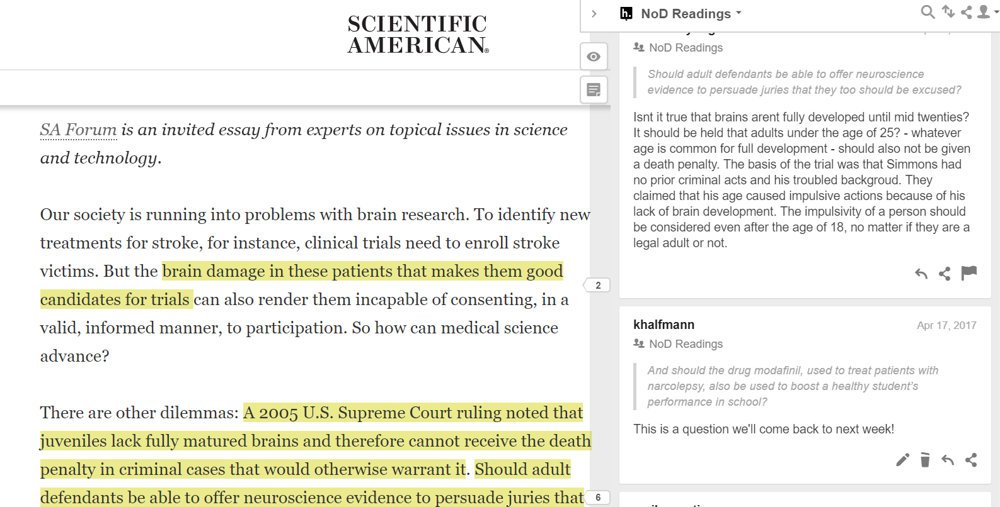 SCIENTIFIC
AMERICAN®
SA Forum is an invited essay from experts on topical issues in science
and technology.
Our society is running into problems with brain research. To identify new
treatments for stroke, for instance, clinical trials need to enroll stroke
victims. But the brain damage in these patients that makes them good
candidates for trials can also render them incapable of consenting, in a
valid, informed manner, to participation. So how can medical science
advance?
There are other dilemmas: A 2005 U.S. Supreme Court ruling noted that
juveniles lack fully matured brains and therefore cannot receive the death
penalty in criminal cases that would otherwise warrant it. Should adult
defendants be able to offer neuroscience evidence to persuade juries that
2
6
h. NoD Readings
NoD Readings
Should adult defendants be able to offer neuroscience
evidence to persuade juries that they too should be excused?
Isnt it true that brains arent fully developed until mid twenties?
It should be held that adults under the age of 25? - whatever
age is common for full development - should also not be given
a death penalty. The basis of the trial was that Simmons had
no prior criminal acts and his troubled backgroud. They
claimed that his age caused impulsive actions because of his
lack of brain development. The impulsivity of a person should
be considered even after the age of 18, no matter if they are a
legal adult or not.
khalfmann Apr 17, 2017
NoD Readings
And should the drug modafinil, used to treat patients with
narcolepsy, also be used to boost a healthy student’s
performance in school?
This is a question we'll come back to next week!